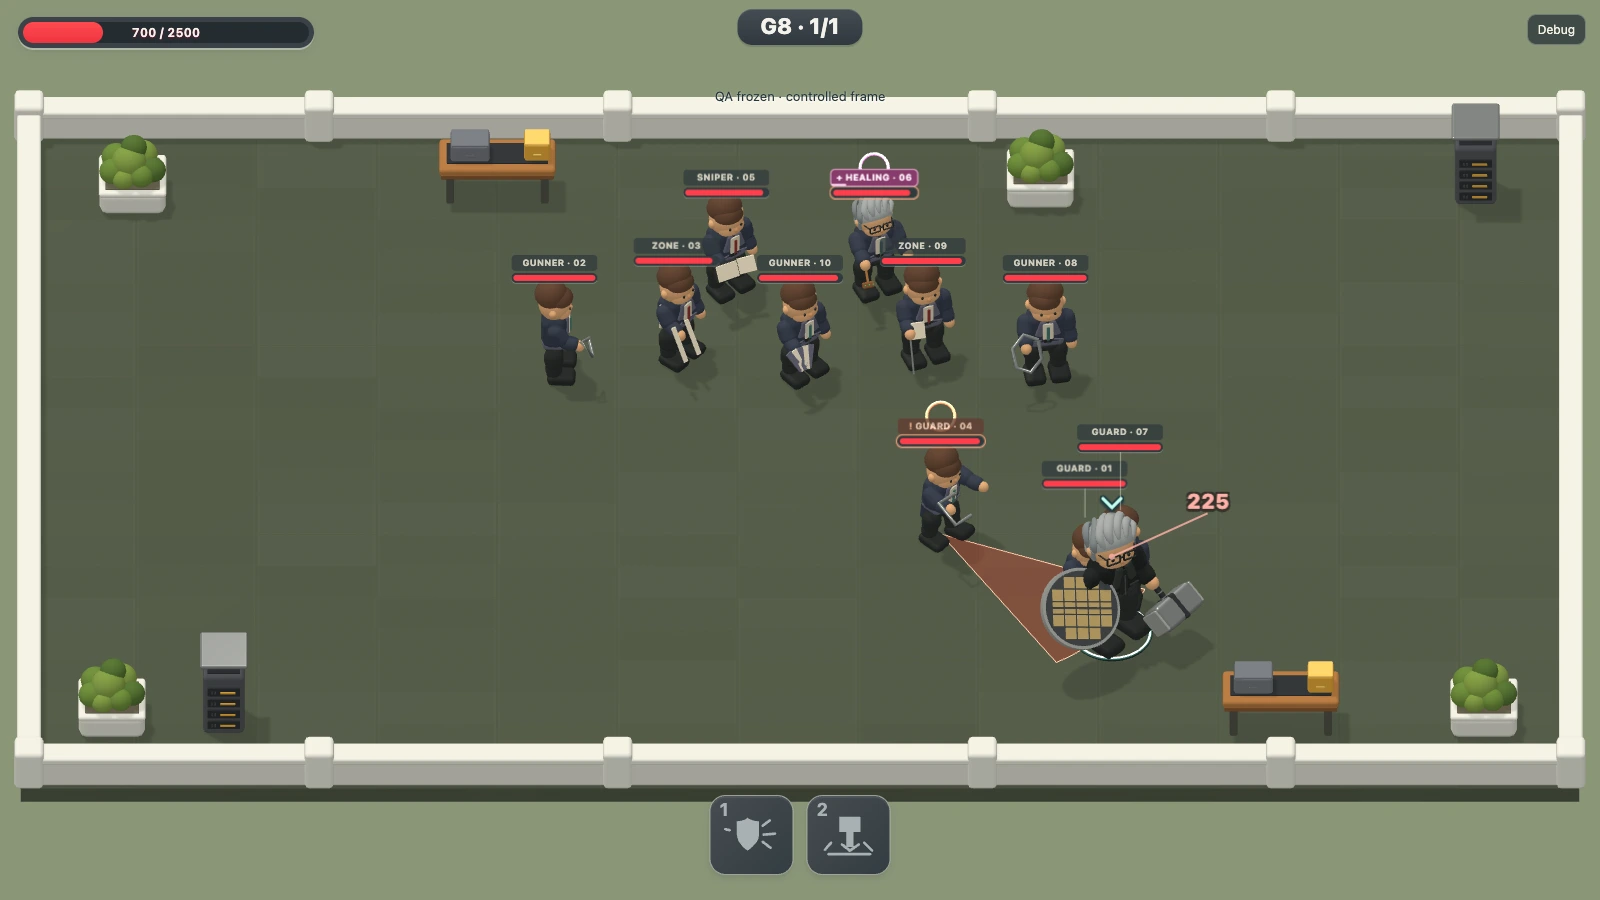 700 / 2500
G8 · 1/1
Debug
QA frozen · controlled frame
SNIPER · 05
+ HEALING · 06
ZONE · 03
ZONE · 09
GUNNER · 02
GUNNER · 10
GUNNER · 08
! GUARD · 04
GUARD · 07
GUARD · 01
225
1
2